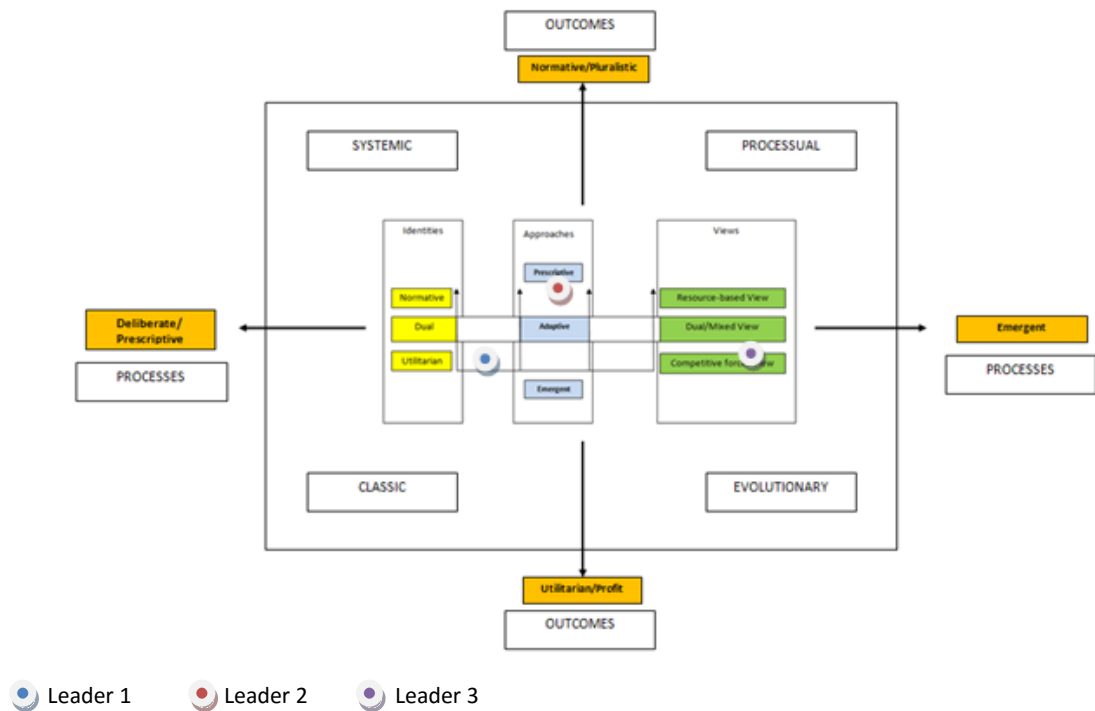 OUTCOMES
Normative/Pluralistic
SYSTEMIC
PROCESSUAL
Identities
Approaches
Views
Prescriptive
Normative
Resource-based View
Deliberate/
Prescriptive
Dual
Adaptive
Dual/Mixed View
Emergent
PROCESSES
Utilitarian
Competitive
PROCESSES
Emergent
CLASSIC
EVOLUTIONARY
Utilitarian/Profit
OUTCOMES
Leader 1
Leader 2
Leader 3